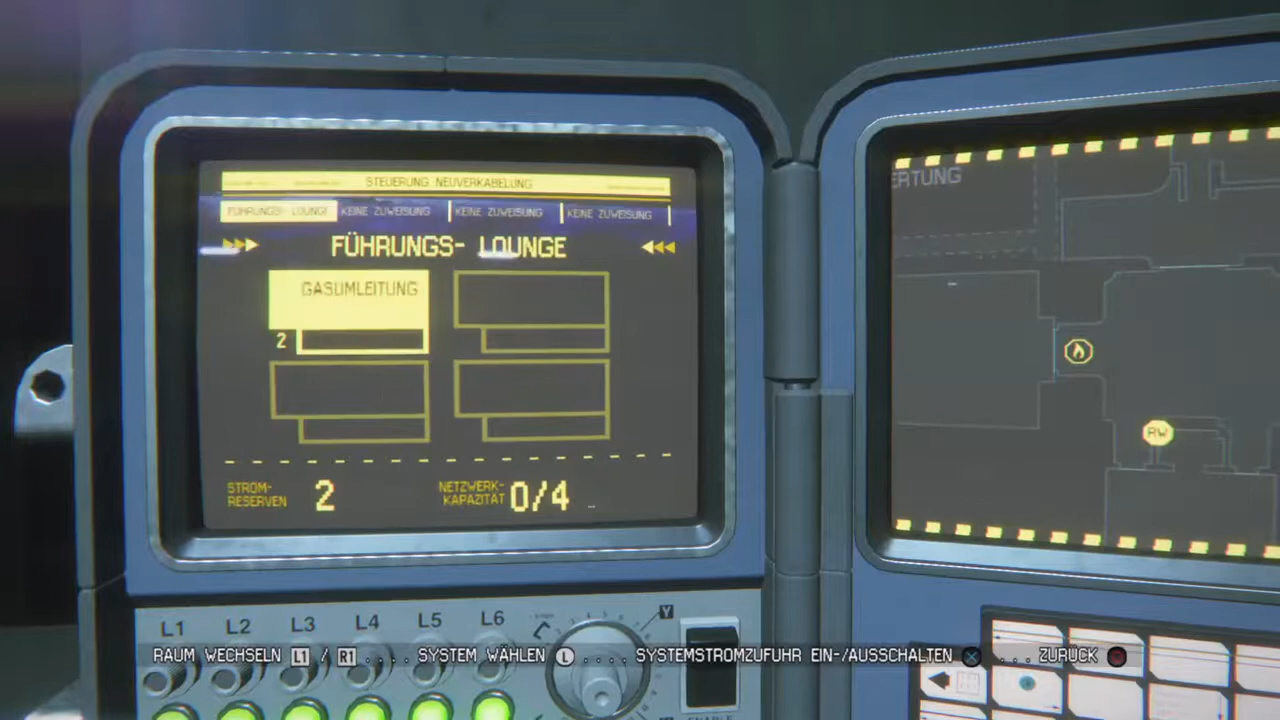 STEUERUNG NEUVERKABELUNG
FÜHRUNGS- LOUNGE KEINE ZUWEISUNG KEINE ZUWEISUNG KEINE ZUWEISUNG
FÜHRUNGS- LOUNGE
GASUMLEITUNG
2
STROM-
RESERVEN 2
NETZWERK-
KAPAZITÄT 0/4
ERTUNG
RW
L1 L2 L3 L4 L5 L6
Y
RAUM WECHSELN L1 / R1 .... SYSTEM WÄHLEN L .... SYSTEMSTROMZUFUHR EIN-/AUSSCHALTEN X ... ZURÜCK